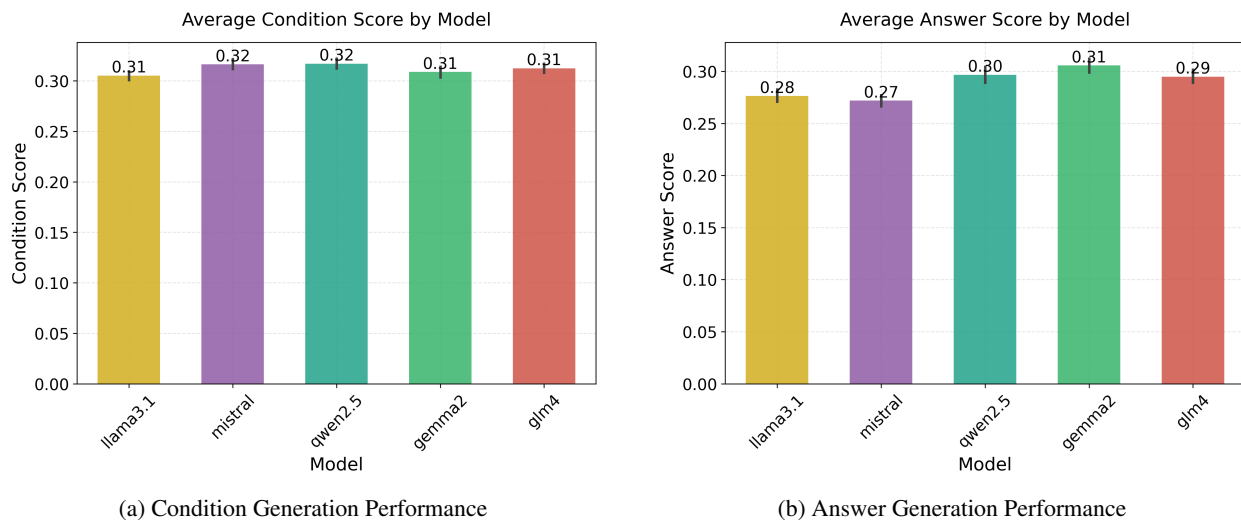 Average Condition Score by Model
0.31
0.32
0.32
0.31
0.31
0.30
0.25
0.20
0.15
0.10
0.05
0.00
Condition Score
llama3.1
mistral
qwen2.5
gemma2
glm4
Model
(a) Condition Generation Performance
Average Answer Score by Model
0.28
0.27
0.30
0.31
0.29
0.30
0.25
0.20
0.15
0.10
0.05
0.00
Answer Score
llama3.1
mistral
qwen2.5
gemma2
glm4
Model
(b) Answer Generation Performance